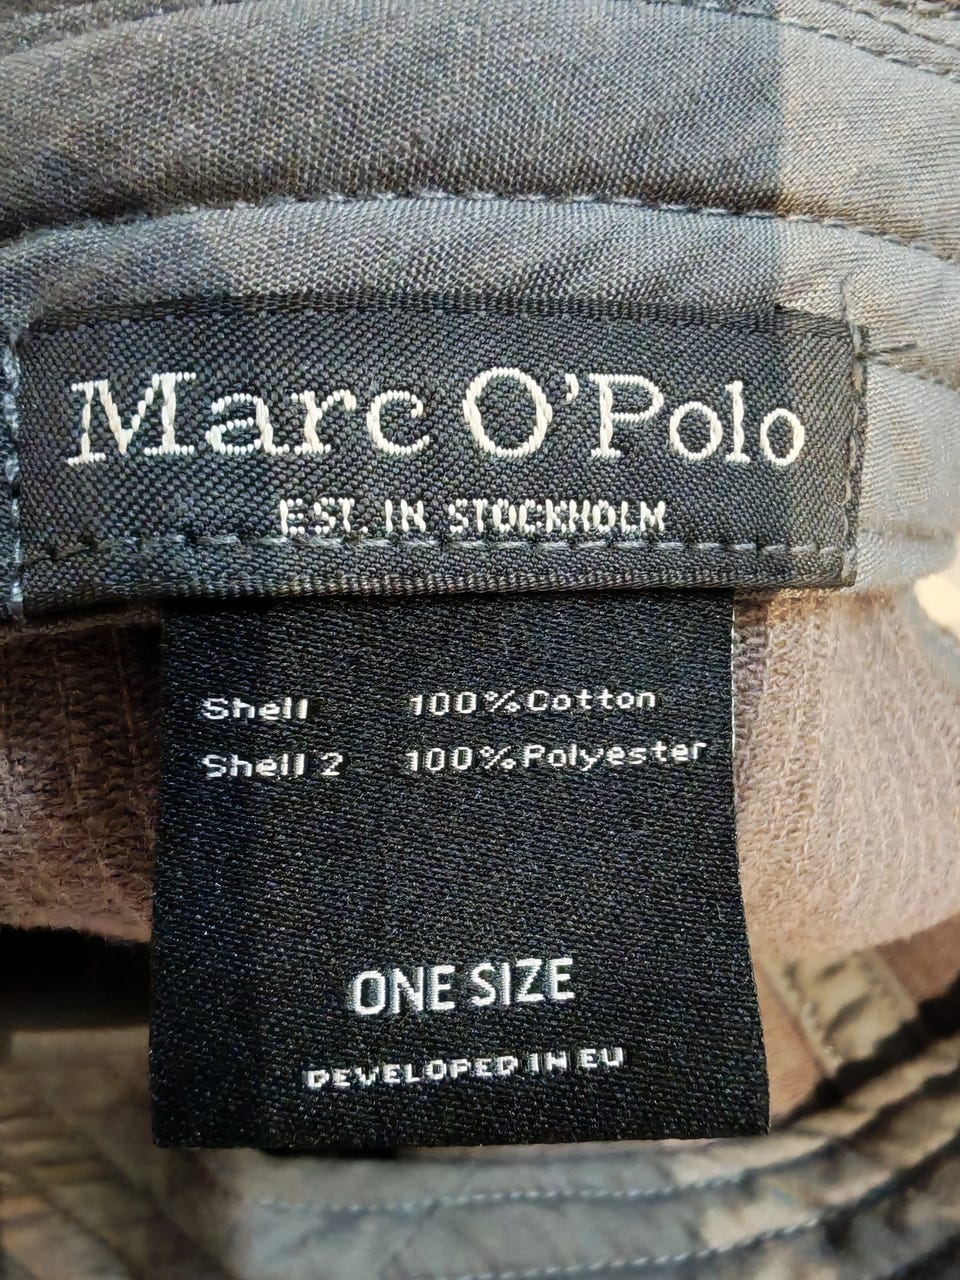 Marc O'Polo
EST. IN STOCKHOLM
Shell 100% Cotton
Shell 2 100% Polyester
ONE SIZE
DEVELOPED IN EU